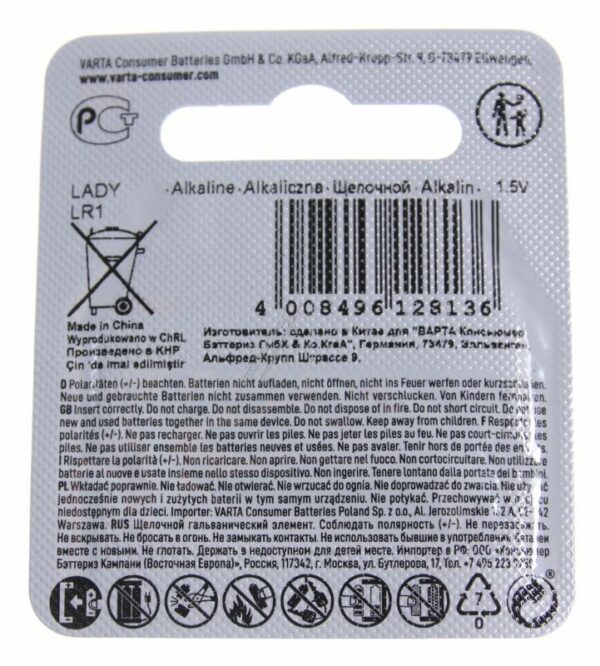 VARTA Consumer Batteries GmbH & Co. KGaA, Alfred-Krupp-Str. 9, D-73479 Ellwangen,
www.varta-consumer.com
LADY
LR1
· Alkaline · Alkaliczna · Щелочной · Alkalin · 1.5V
4 008496 128136
Made in China
Wyprodukowano w ChRL
Произведено в КНР
Çin 'de imal edilmiştir
Изготовитель: сделано в Китае для "ВАРТА Консьюмер
Баттериз ГмбХ & Ко.КгаА", Германия, 73479, Эльванген,
Альфред-Крупп Штрассе 9.
D Polaritäten (+/-) beachten. Batterien nicht aufladen, nicht öffnen, nicht ins Feuer werfen oder kurzschließen.
Neue und gebrauchte Batterien nicht zusammen verwenden. Nicht verschlucken. Von Kindern fernhalten.
GB Insert correctly. Do not charge. Do not disassemble. Do not dispose of in fire. Do not short circuit. Do not use
new and used batteries together in the same device. Do not swallow. Keep away from children. F Respecter les
polarités (+/-). Ne pas recharger. Ne pas ouvrir les piles. Ne pas jeter les piles au feu. Ne pas court-circuiter les
piles. Ne pas utiliser ensemble les batteries neuves et usées. Ne pas avaler. Tenir hors de portée des enfants.
I Rispettare la polarità (+/-). Non ricaricare. Non aprire. Non gettare nel fuoco. Non cortocircuitare. Non utilizzare
batterie al nuove e usate insieme nello stesso dispositivo. Non ingerire. Tenere lontano dalla portata dei bambini.
PL Wkładać poprawnie. Nie ładować. Nie otwierać. Nie wrzucać do ognia. Nie doprowadzać do zwarcia. Nie używać
jednocześnie nowych i zużytych baterii w tym samym urządzeniu. Nie połykać. Przechowywać w miejscu
niedostępnym dla dzieci. Importer: VARTA Consumer Batteries Poland Sp. z o.o., Al. Jerozolimskie
Warszawa. RUS Щелочной гальванический элемент. Соблюдать полярность (+/-). Не перезаряжать.
Не вскрывать. Не бросать в огонь. Не замыкать контакты. Не использовать бывшие в употреблении батареи
вместе с новыми. Не глотать. Держать в недоступном для детей месте. Импортер в РФ: ООО «Консьюмер
Бэттериз Кампани (Восточная Европа)», Россия, 117342, г. Москва, ул. Бутлерова, 17, Тел. +7 495 223
7
0
®